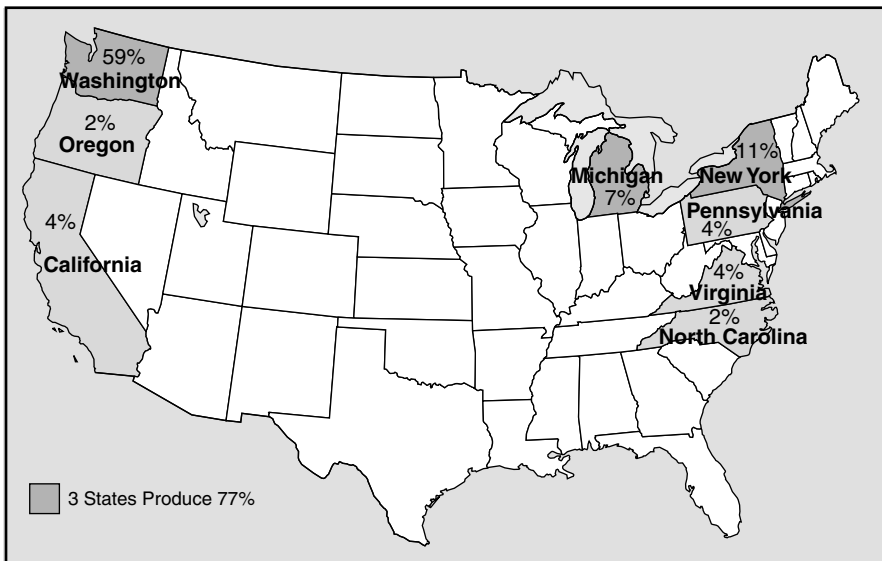 59%
Washington
2%
Oregon
4%
California
Michigan
7%
11%
New York
Pennsylvania
4%
4%
Virginia
2%
North Carolina
3 States Produce 77%